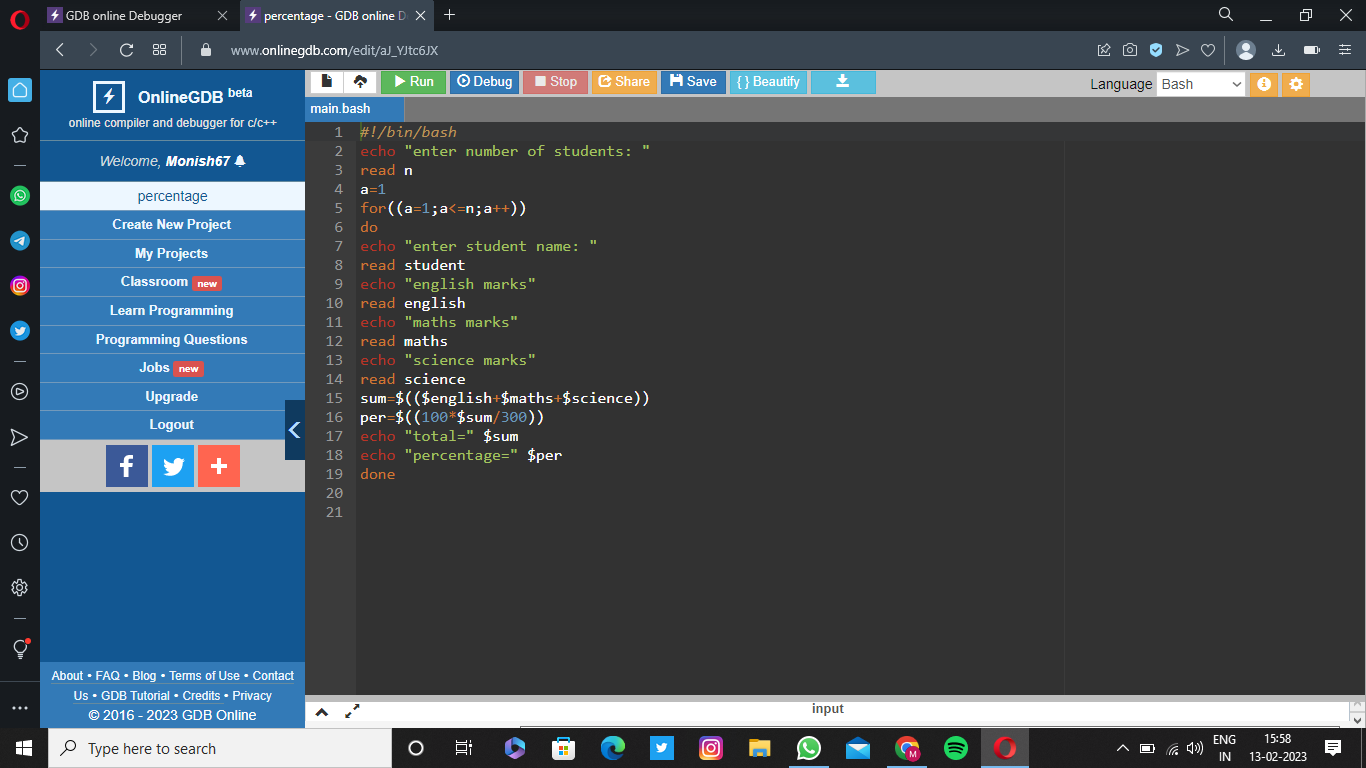 GDB online Debugger
percentage - GDB online D
www.onlinegdb.com/edit/aJ_YJtc6JX
OnlineGDB beta
online compiler and debugger for c/c++
Welcome, Monish67
percentage
Create New Project
My Projects
Classroom new
Learn Programming
Programming Questions
Jobs new
Upgrade
Logout
About • FAQ • Blog • Terms of Use • Contact
Us • GDB Tutorial • Credits • Privacy
© 2016 - 2023 GDB Online
Run Debug Stop Share Save { } Beautify
Language Bash
main.bash
1 #!/bin/bash
2 echo "enter number of students: "
3 read n
4 a=1
5 for((a=1;a<=n;a++))
6 do
7 echo "enter student name: "
8 read student
9 echo "english marks"
10 read english
11 echo "maths marks"
12 read maths
13 echo "science marks"
14 read science
15 sum=$(($english+$maths+$science))
16 per=$((100*$sum/300))
17 echo "total=" $sum
18 echo "percentage=" $per
19 done
20
21
input
Type here to search
M
ENG
IN
15:58
13-02-2023